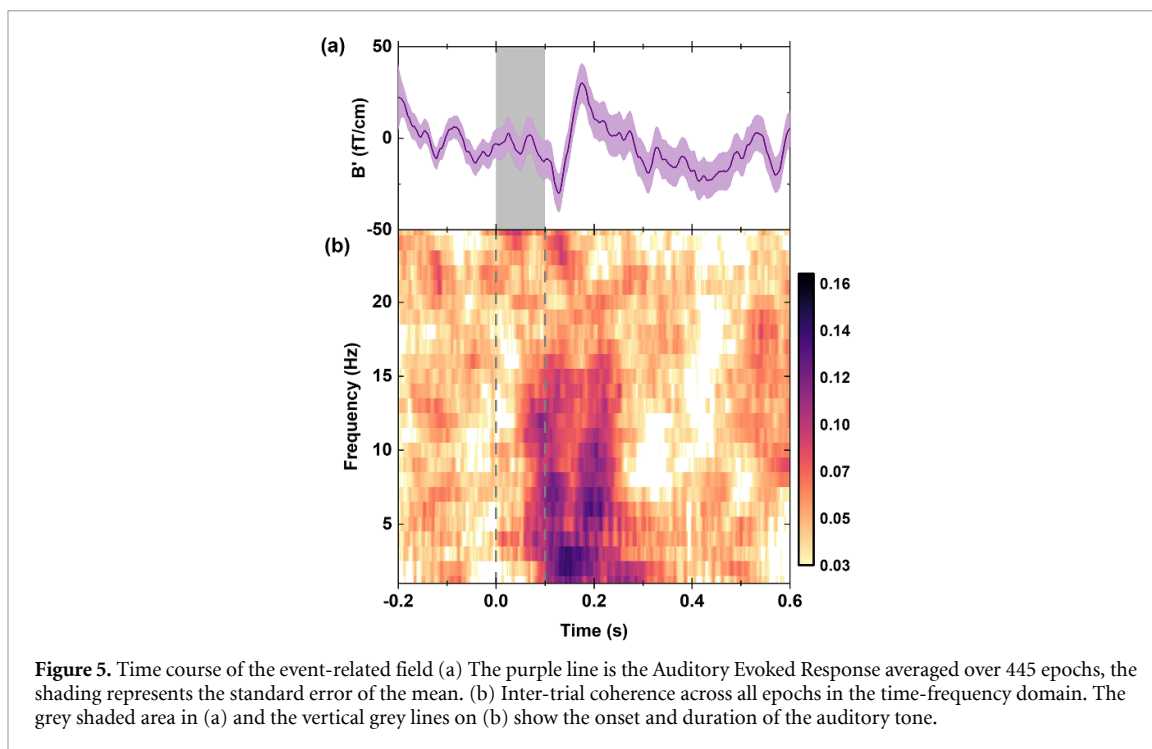 (a)
50
0
-50
B' (fT/cm)
(b)
20
15
10
5
Frequency (Hz)
0.16
0.14
0.12
0.10
0.07
0.05
0.03
-0.2 0.0 0.2 0.4 0.6
Time (s)
Figure 5. Time course of the event-related field (a) The purple line is the Auditory Evoked Response averaged over 445 epochs, the
shading represents the standard error of the mean. (b) Inter-trial coherence across all epochs in the time-frequency domain. The
grey shaded area in (a) and the vertical grey lines on (b) show the onset and duration of the auditory tone.